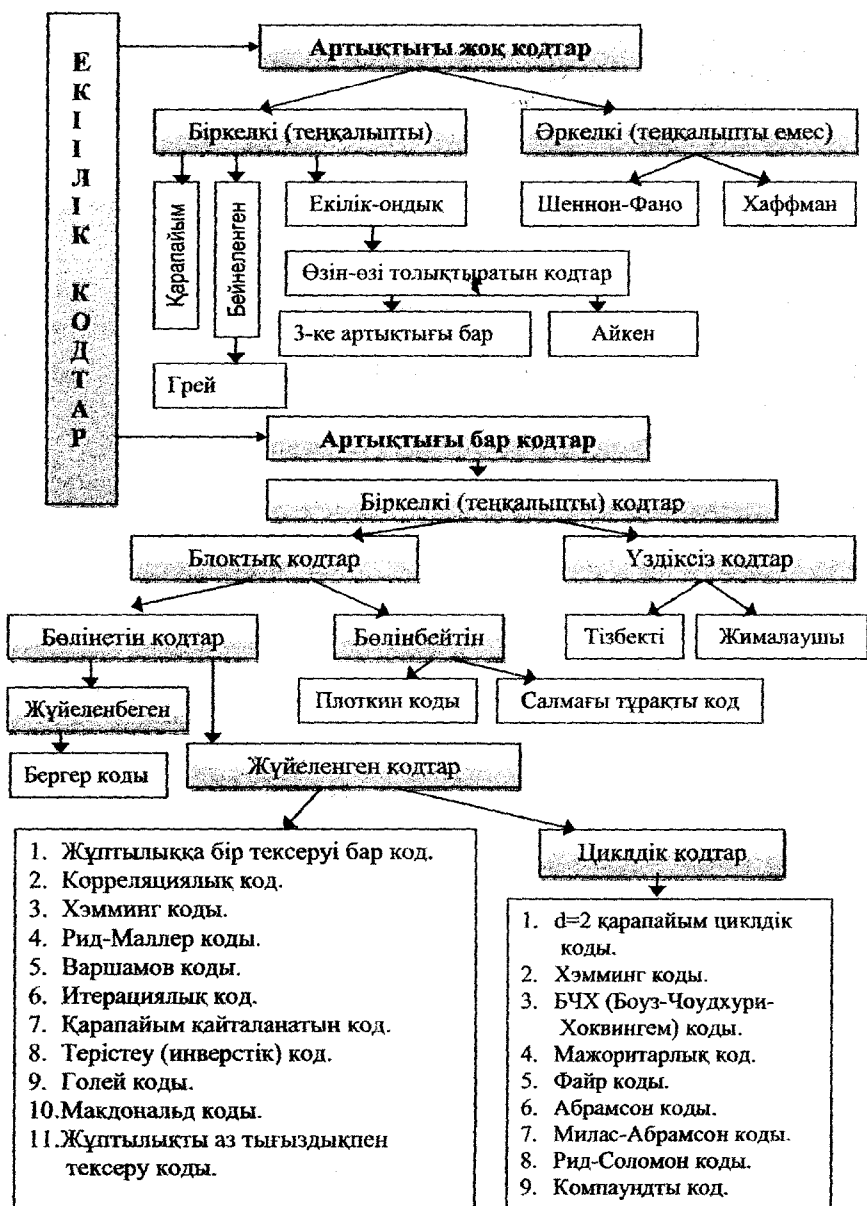 ЕКІІЛІК КОДТАР
Артықтығы жоқ кодтар
Біркелкі (теңқалыпты)
Әркелкі (теңқалыпты емес)
Қарапайым
Бейнеленген
Екілік-ондық
Шеннон-Фано
Хаффман
Өзін-өзі толықтыратын кодтар
3-ке артықтығы бар
Айкен
Грей
Артықтығы бар кодтар
Біркелкі (теңқалыпты) кодтар
Блоктық кодтар
Үздіксіз кодтар
Бөлінетін кодтар
Бөлінбейтін
Тізбекті
Жималаушы
Жүйеленбеген
Плоткин коды
Салмағы тұрақты код
Бергер коды
Жүйеленген кодтар
1. Жұптылыққа бір тексеруі бар код.
2. Корреляциялық код.
3. Хэмминг коды.
4. Рид-Маллер коды.
5. Варшамов коды.
6. Итерациялық код.
7. Қарапайым қайталанатын код.
8. Терістеу (инверстік) код.
9. Голей коды.
10.Макдональд коды.
11.Жұптылықты аз тығыздықпен
тексеру коды.
Циклдік кодтар
1. d=2 қарапайым циклдік
коды.
2. Хэмминг коды.
3. БЧХ (Боуз-Чоудхури-
Хоквингем) коды.
4. Мажоритарлық код.
5. Файр коды.
6. Абрамсон коды.
7. Милас-Абрамсон коды.
8. Рид-Соломон коды.
9. Компаундты код.